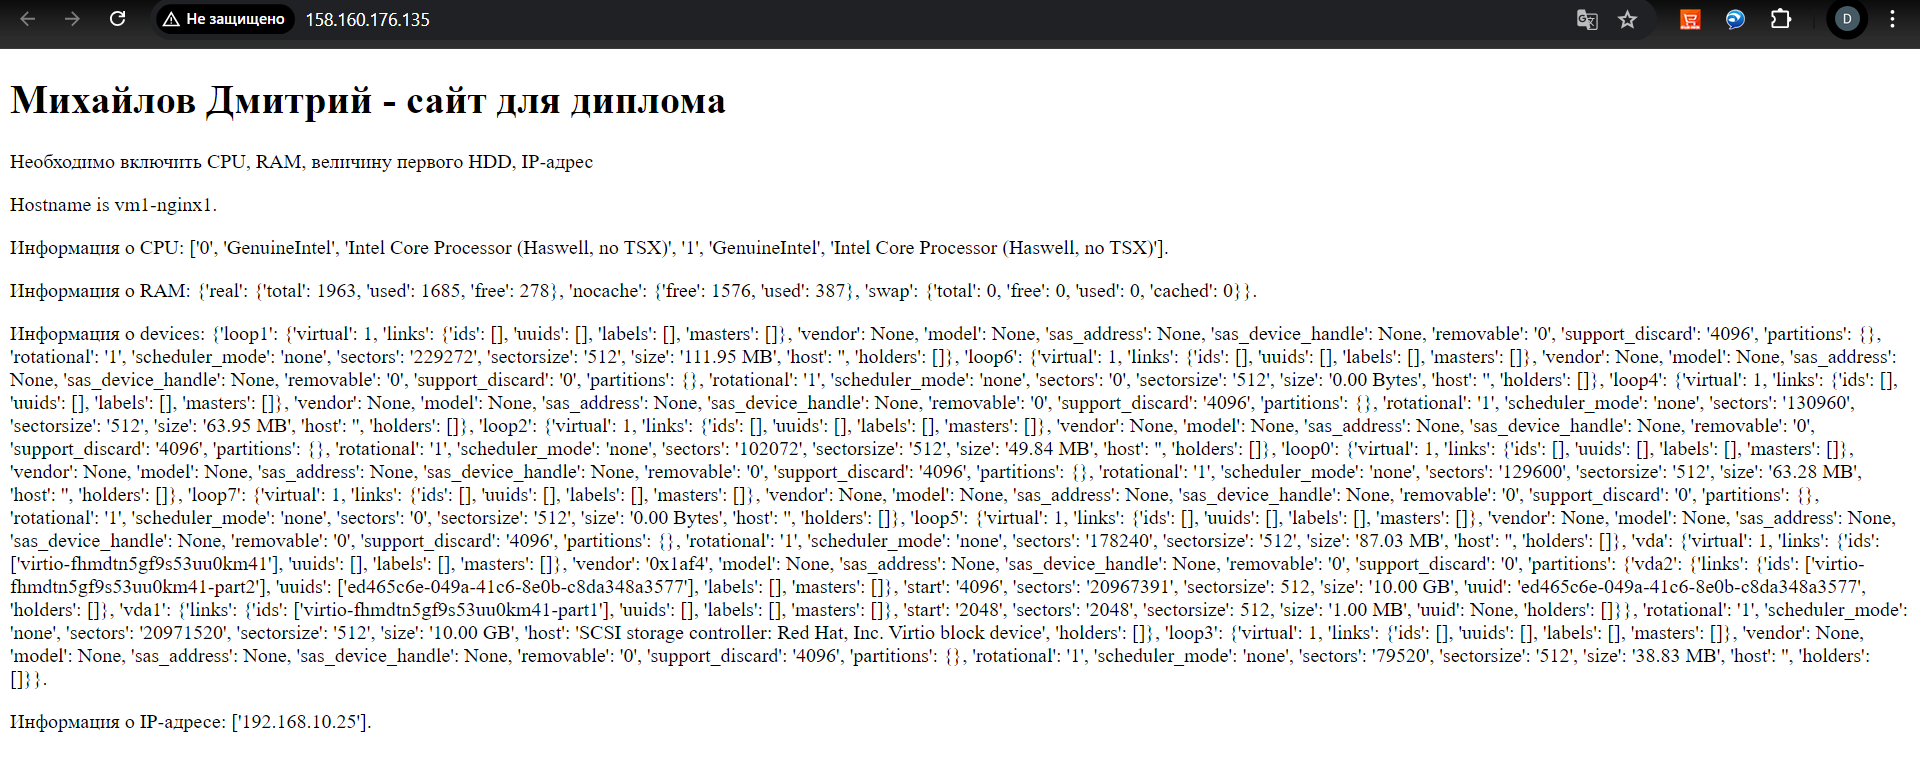 Не защищено 158.160.176.135
D
Михайлов Дмитрий - сайт для диплома
Необходимо включить CPU, RAM, величину первого HDD, IP-адрес
Hostname is vm1-nginx1.
Информация о CPU: ['0', 'GenuineIntel', 'Intel Core Processor (Haswell, no TSX)', '1', 'GenuineIntel', 'Intel Core Processor (Haswell, no TSX)'].
Информация о RAM: {'real': {'total': 1963, 'used': 1685, 'free': 278}, 'nocache': {'free': 1576, 'used': 387}, 'swap': {'total': 0, 'free': 0, 'used': 0, 'cached': 0}}.
Информация о devices: {'loop1': {'virtual': 1, 'links': {'ids': [], 'uuids': [], 'labels': [], 'masters': []}, 'vendor': None, 'model': None, 'sas_address': None, 'sas_device_handle': None, 'removable': '0', 'support_discard': '4096', 'partitions': {},
'rotational': '1', 'scheduler_mode': 'none', 'sectors': '229272', 'sectorsize': '512', 'size': '111.95 MB', 'host': '', 'holders': []}, 'loop6': {'virtual': 1, 'links': {'ids': [], 'uuids': [], 'labels': [], 'masters': []}, 'vendor': None, 'model': None, 'sas_address':
None, 'sas_device_handle': None, 'removable': '0', 'support_discard': '0', 'partitions': {}, 'rotational': '1', 'scheduler_mode': 'none', 'sectors': '0', 'sectorsize': '512', 'size': '0.00 Bytes', 'host': '', 'holders': []}, 'loop4': {'virtual': 1, 'links': {'ids': [],
'uuids': [], 'labels': [], 'masters': []}, 'vendor': None, 'model': None, 'sas_address': None, 'sas_device_handle': None, 'removable': '0', 'support_discard': '4096', 'partitions': {}, 'rotational': '1', 'scheduler_mode': 'none', 'sectors': '130960',
'sectorsize': '512', 'size': '63.95 MB', 'host': '', 'holders': []}, 'loop2': {'virtual': 1, 'links': {'ids': [], 'uuids': [], 'labels': [], 'masters': []}, 'vendor': None, 'model': None, 'sas_address': None, 'sas_device_handle': None, 'removable': '0',
'support_discard': '4096', 'partitions': {}, 'rotational': '1', 'scheduler_mode': 'none', 'sectors': '102072', 'sectorsize': '512', 'size': '49.84 MB', 'host': '', 'holders': []}, 'loop0': {'virtual': 1, 'links': {'ids': [], 'uuids': [], 'labels': [], 'masters': []},
'vendor': None, 'model': None, 'sas_address': None, 'sas_device_handle': None, 'removable': '0', 'support_discard': '4096', 'partitions': {}, 'rotational': '1', 'scheduler_mode': 'none', 'sectors': '129600', 'sectorsize': '512', 'size': '63.28 MB',
'host': '', 'holders': []}, 'loop7': {'virtual': 1, 'links': {'ids': [], 'uuids': [], 'labels': [], 'masters': []}, 'vendor': None, 'model': None, 'sas_address': None, 'sas_device_handle': None, 'removable': '0', 'support_discard': '0', 'partitions': {},
'rotational': '1', 'scheduler_mode': 'none', 'sectors': '0', 'sectorsize': '512', 'size': '0.00 Bytes', 'host': '', 'holders': []}, 'loop5': {'virtual': 1, 'links': {'ids': [], 'uuids': [], 'labels': [], 'masters': []}, 'vendor': None, 'model': None, 'sas_address': None,
'sas_device_handle': None, 'removable': '0', 'support_discard': '4096', 'partitions': {}, 'rotational': '1', 'scheduler_mode': 'none', 'sectors': '178240', 'sectorsize': '512', 'size': '87.03 MB', 'host': '', 'holders': []}, 'vda': {'virtual': 1, 'links': {'ids':
['virtio-fhmdtn5gf9s53uu0km41'], 'uuids': [], 'labels': [], 'masters': []}, 'vendor': '0x1af4', 'model': None, 'sas_address': None, 'sas_device_handle': None, 'removable': '0', 'support_discard': '0', 'partitions': {'vda2': {'links': {'ids': ['virtio-
fhmdtn5gf9s53uu0km41-part2'], 'uuids': ['ed465c6e-049a-41c6-8e0b-c8da348a3577'], 'labels': [], 'masters': []}, 'start': '4096', 'sectors': '20967391', 'sectorsize': 512, 'size': '10.00 GB', 'uuid': 'ed465c6e-049a-41c6-8e0b-c8da348a3577',
'holders': []}, 'vda1': {'links': {'ids': ['virtio-fhmdtn5gf9s53uu0km41-part1'], 'uuids': [], 'labels': [], 'masters': []}, 'start': '2048', 'sectors': '2048', 'sectorsize': 512, 'size': '1.00 MB', 'uuid': None, 'holders': []}}, 'rotational': '1', 'scheduler_mode':
'none', 'sectors': '20971520', 'sectorsize': '512', 'size': '10.00 GB', 'host': 'SCSI storage controller: Red Hat, Inc. Virtio block device', 'holders': []}, 'loop3': {'virtual': 1, 'links': {'ids': [], 'uuids': [], 'labels': [], 'masters': []}, 'vendor': None,
'model': None, 'sas_address': None, 'sas_device_handle': None, 'removable': '0', 'support_discard': '4096', 'partitions': {}, 'rotational': '1', 'scheduler_mode': 'none', 'sectors': '79520', 'sectorsize': '512', 'size': '38.83 MB', 'host': '', 'holders':
[]}}.
Информация о IP-адресе: ['192.168.10.25'].